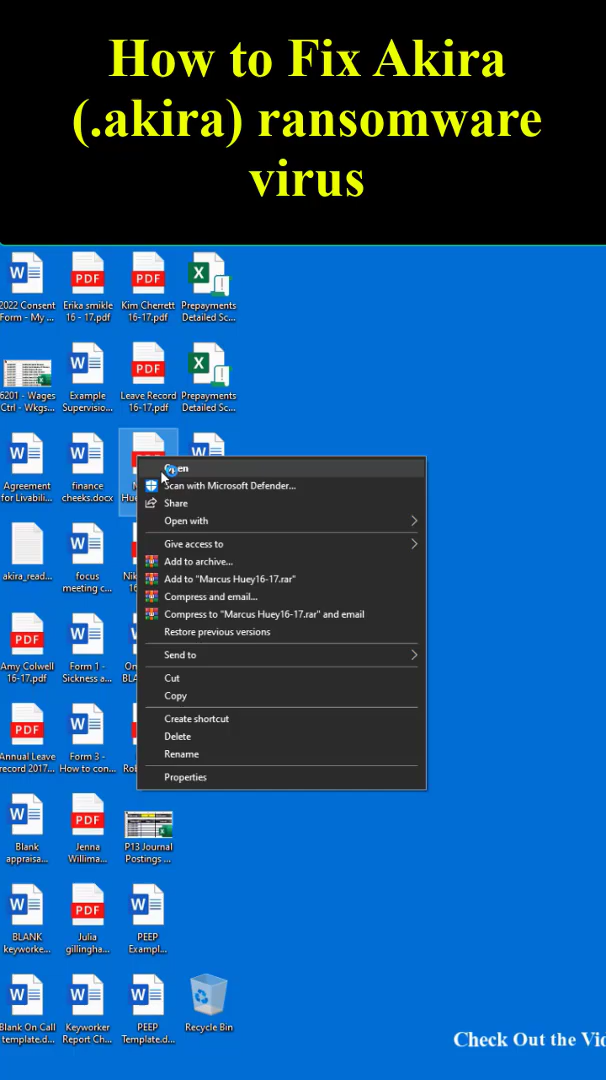 How to Fix Akira
(.akira) ransomware
virus
2022 Consent
Form - My ...
Erika smikle
16 - 17.pdf
Kim Cherrett
16-17.pdf
Prepayments
Detailed Sc...
6201 - Wages
Ctrl - Wkgs...
Example
Supervisio...
Leave Record
16-17.pdf
Prepayments
Detailed Sc...
Agreement
for Livabili...
finance
cheeks.docx
Open
Scan with Microsoft Defender...
Share
Open with
Give access to
Add to archive...
Add to "Marcus Huey16-17.rar"
Compress and email...
Compress to "Marcus Huey16-17.rar" and email
Restore previous versions
Send to
Cut
Copy
Create shortcut
Delete
Rename
Properties
akira_read...
focus
meeting c...
Amy Colwell
16-17.pdf
Form 1 -
Sickness a...
Annual Leave
record 2017...
Form 3 -
How to con...
Blank
appraisa...
Jenna
Willima...
P13 Journal
Postings ...
BLANK
keyworke...
Julia
gillingha...
PEEP
Exampl...
Blank On Call
template.d...
Keyworker
Report Ch...
PEEP
Template.d...
Recycle Bin
Check Out the Vid